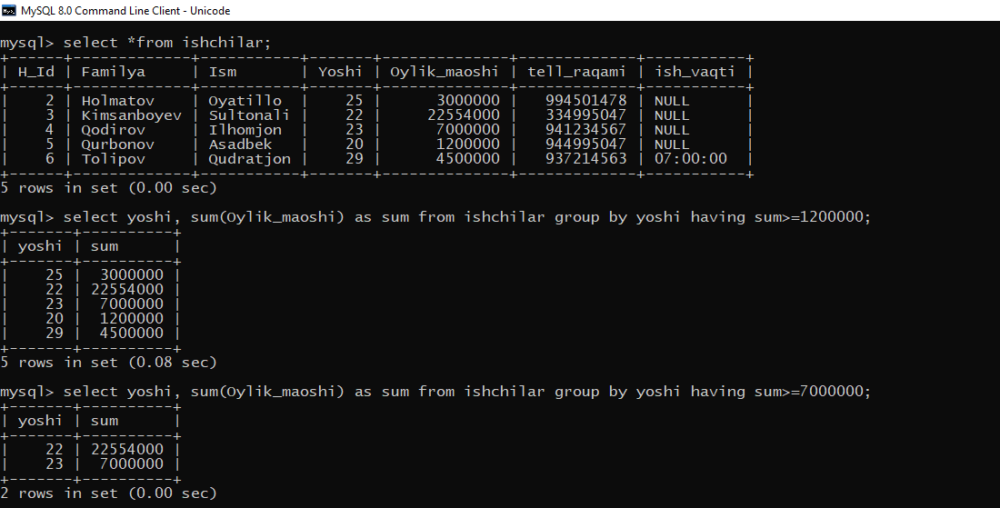 MySQL 8.0 Command Line Client - Unicode
mysql> select *from ishchilar;
+------+------------+-----------+-------+--------------+-------------+-----------+
| H_Id | Familya    | Ism       | Yoshi | Oylik_maoshi | tell_raqami | ish_vaqti |
+------+------------+-----------+-------+--------------+-------------+-----------+
|    2 | Holmatov   | Oyatillo  |    25 |      3000000 |   994501478 | NULL      |
|    3 | Kimsanboyev | Sultonali |    22 |     22554000 |   334995047 | NULL      |
|    4 | Qodirov    | Ilhomjon  |    23 |      7000000 |   941234567 | NULL      |
|    5 | Qurbonov   | Asadbek   |    20 |      1200000 |   944995047 | NULL      |
|    6 | Tolipov    | Qudratjon |    29 |      4500000 |   937214563 | 07:00:00  |
+------+------------+-----------+-------+--------------+-------------+-----------+
5 rows in set (0.00 sec)
mysql> select yoshi, sum(Oylik_maoshi) as sum from ishchilar group by yoshi having sum>=1200000;
+-------+----------+
| yoshi | sum      |
+-------+----------+
|    25 |  3000000 |
|    22 | 22554000 |
|    23 |  7000000 |
|    20 |  1200000 |
|    29 |  4500000 |
+-------+----------+
5 rows in set (0.08 sec)
mysql> select yoshi, sum(Oylik_maoshi) as sum from ishchilar group by yoshi having sum>=7000000;
+-------+----------+
| yoshi | sum      |
+-------+----------+
|    22 | 22554000 |
|    23 |  7000000 |
+-------+----------+
2 rows in set (0.00 sec)